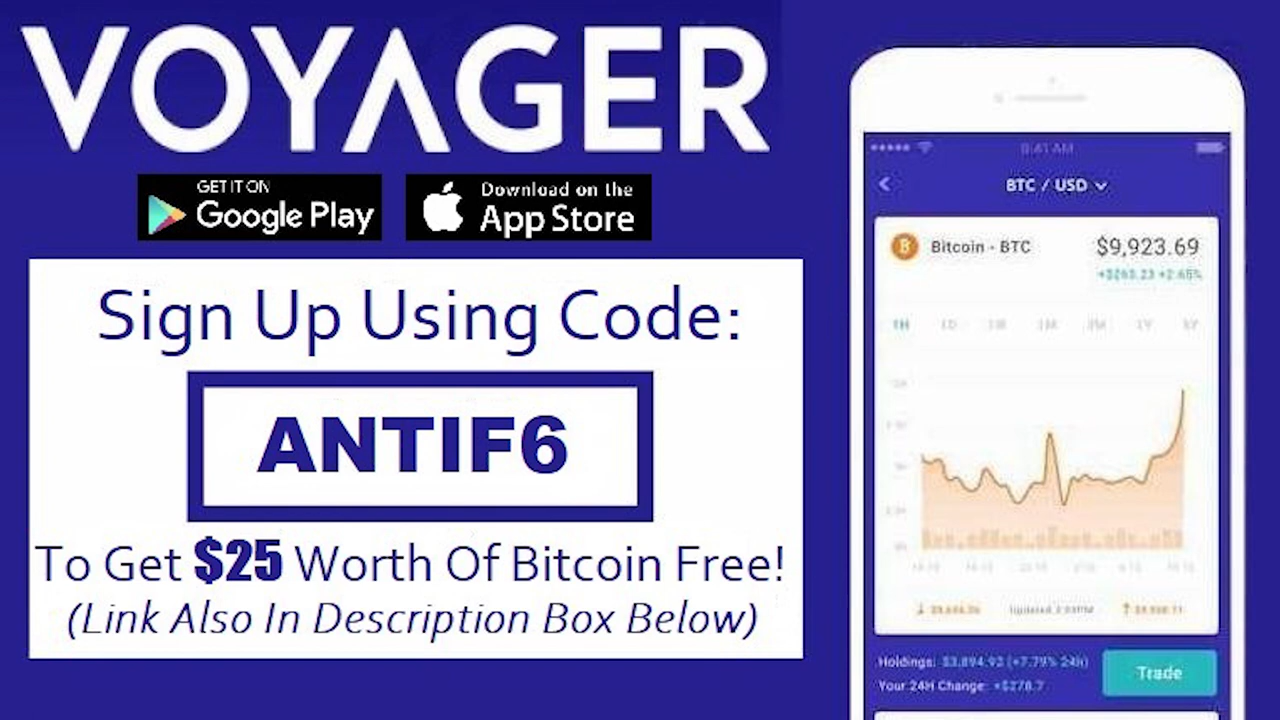 VOYAGER
GET IT ON
Google Play
Download on the
App Store
Sign Up Using Code:
ANTIF6
To Get $25 Worth Of Bitcoin Free!
(Link Also In Description Box Below)
9:41 AM
BTC / USD
Bitcoin - BTC
$9,923.69
+$263.23 +2.65%
1H 1D 1W 1M 3M 1Y 5Y
Holdings: $3,894.92 (+7.79% 24h)
Your 24H Change: +$278.7
Trade